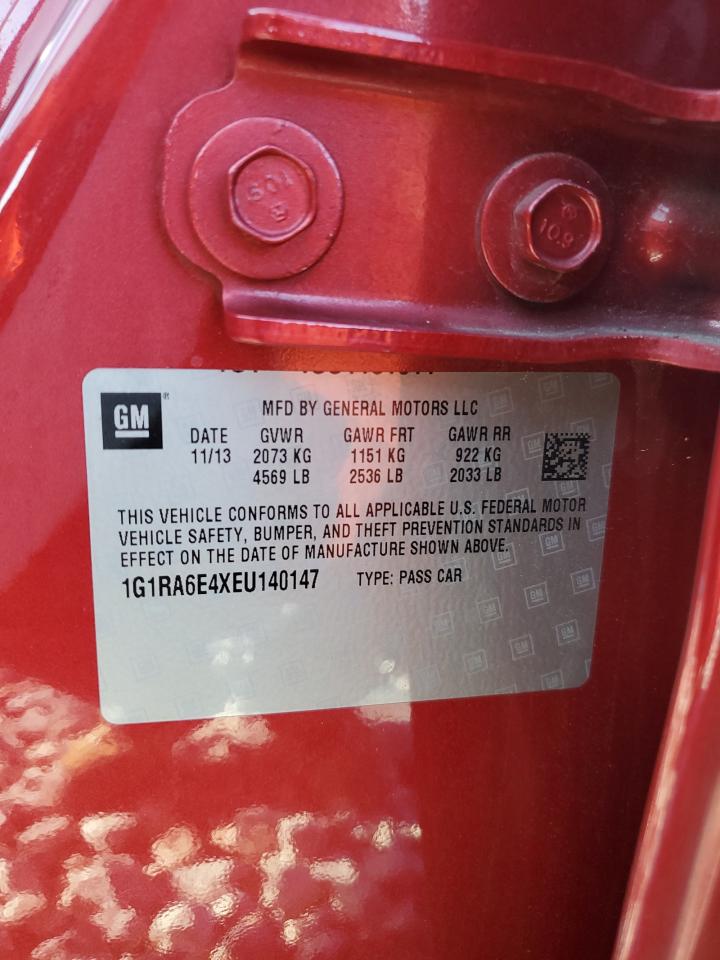 109
10.9
GM
MFD BY GENERAL MOTORS LLC
DATE GVWR GAWR FRT GAWR RR
11/13 2073 KG 1151 KG 922 KG
4569 LB 2536 LB 2033 LB
THIS VEHICLE CONFORMS TO ALL APPLICABLE U.S. FEDERAL MOTOR
VEHICLE SAFETY, BUMPER, AND THEFT PREVENTION STANDARDS IN
EFFECT ON THE DATE OF MANUFACTURE SHOWN ABOVE.
1G1RA6E4XEU140147 TYPE: PASS CAR